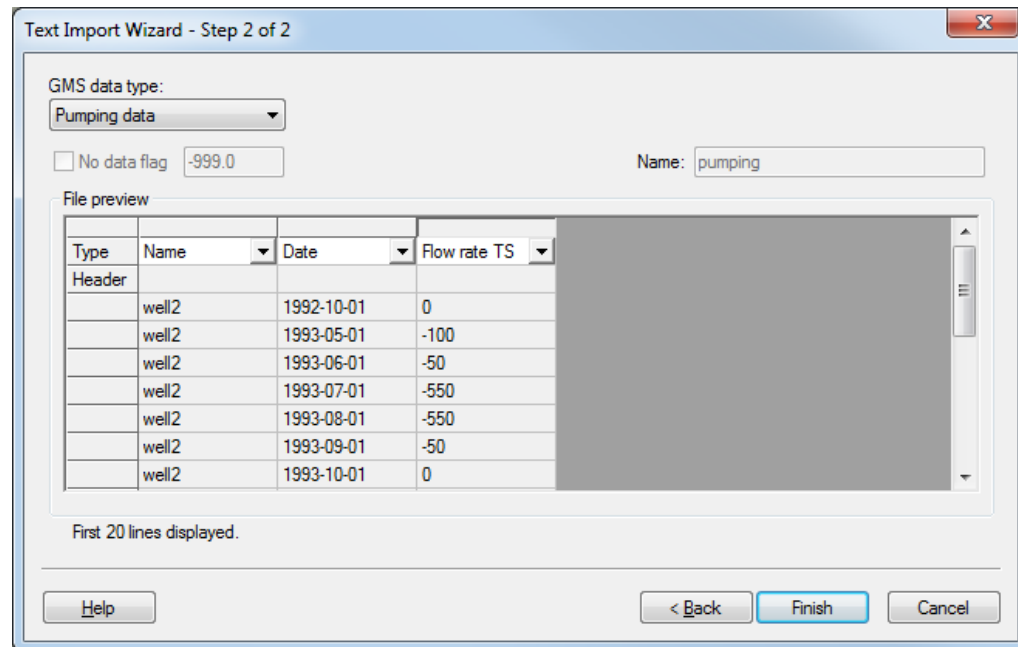 Text Import Wizard - Step 2 of 2
GMS data type:
Pumping data
No data flag -999.0 Name: pumping
File preview
Type Name Date Flow rate TS
Header
well2 1992-10-01 0
well2 1993-05-01 -100
well2 1993-06-01 -50
well2 1993-07-01 -550
well2 1993-08-01 -550
well2 1993-09-01 -50
well2 1993-10-01 0
First 20 lines displayed.
Help < Back Finish Cancel